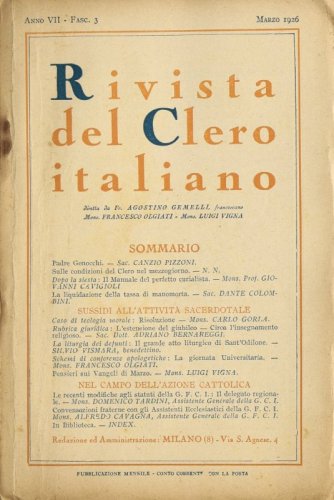 ANNO VII - FASC. 3 MARZO 1926
Rivista
del Clero
italiano
diretta da Fr. AGOSTINO GEMELLI, francescano
Mons. FRANCESCO OLGIATI - Mons. LUIGI VIGNA
SOMMARIO
Padre Genocchi. — Sac. CANZIO PIZZONI.
Sulle condizioni del Clero nel mezzogiorno. — N. N.
Dopo la siesta: Il Manuale del perfetto curialista. — Mons. Prof. GIO-
VANNI CAVIGIOLI
La liquidazione della tassa di manomorta. — Sac. DANTE COLOM-
BINI.
SUSSIDI ALL'ATTIVITÀ SACERDOTALE
Caso di teologia morale: Risoluzione — Mons. CARLO GORLA.
Rubrica giuridica: L'estensione del giubileo — Circo l'insegnamento
religioso. — Sac. Dott. ADRIANO BERNAREGGI.
La liturgia dei defunti: Il grande atto liturgico di Sant'Odilone. —
SILVIO VISMARA, benedettino.
Schemi di conferenze apologetiche: La giornata Universitaria. —
Mons. FRANCESCO OLGIATI.
Pensieri sui Vangeli di Marzo. — Mons. LUIGI VIGNA.
NEL CAMPO DELL'AZIONE CATTOLICA
Le recenti modifiche agli statuti della G. F. C. I.: Il delegato regiona-
le. — Mons. DOMENICO TARDINI, Assistente Generale della G. C. I.
Conversazioni fraterne con gli Assistenti Ecclesiastici della G. F. C. I.
Mons. ALFREDO CAVAGNA, Assistente Generale della G. F. C. I.
In Biblioteca. — INDEX.
Redazione ed Amministrazione: MILANO (8) - Via S. Agnese, 4
PUBBLICAZIONE MENSILE - CONTO CORRENTE CON LA POSTA